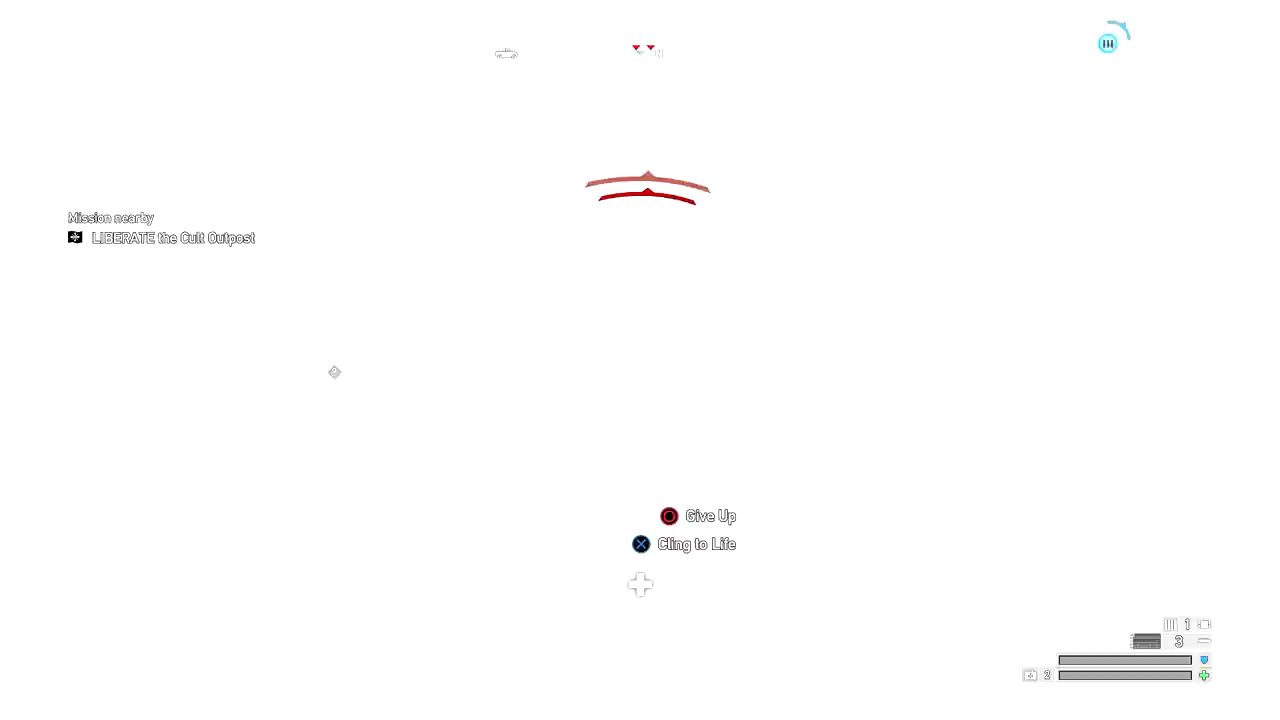 N
Mission nearby
LIBERATE the Cult Outpost
Give Up
Cling to Life
1
3
2